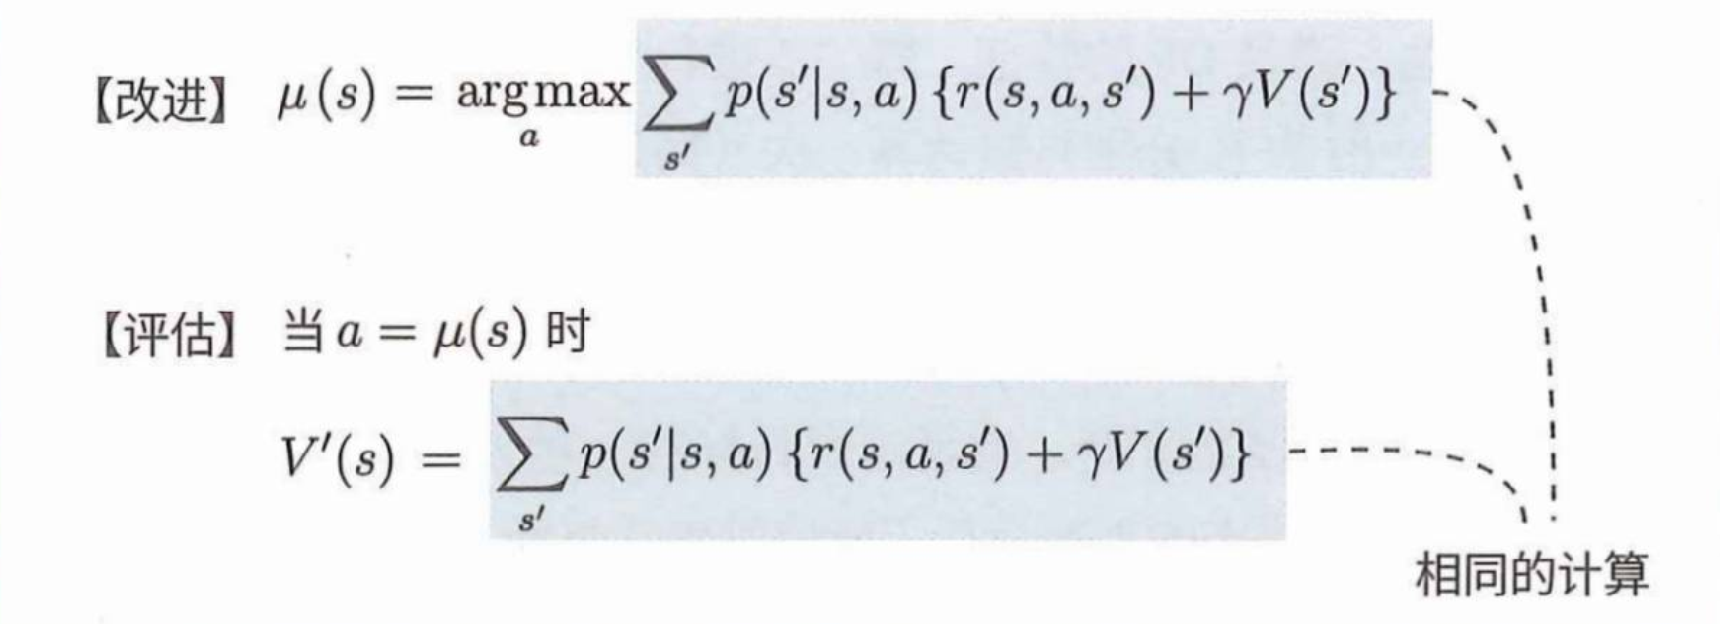 【改进】 μ(s) = argmax_a ∑_{s′} p(s′|s, a) {r(s, a, s′) + γV(s′)}
【评估】 当 a = μ(s) 时
V′(s) = ∑_{s′} p(s′|s, a) {r(s, a, s′) + γV(s′)}
相同的计算